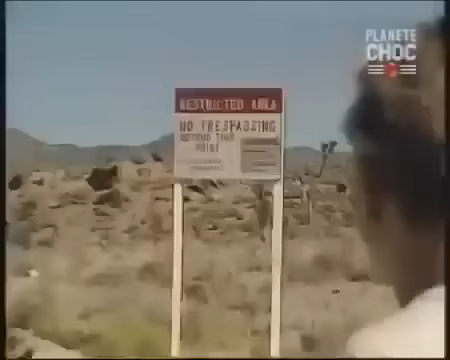 PLANETE
CHOC
RESTRICTED AREA
NO TRESPASSING
BEYOND THIS
POINT